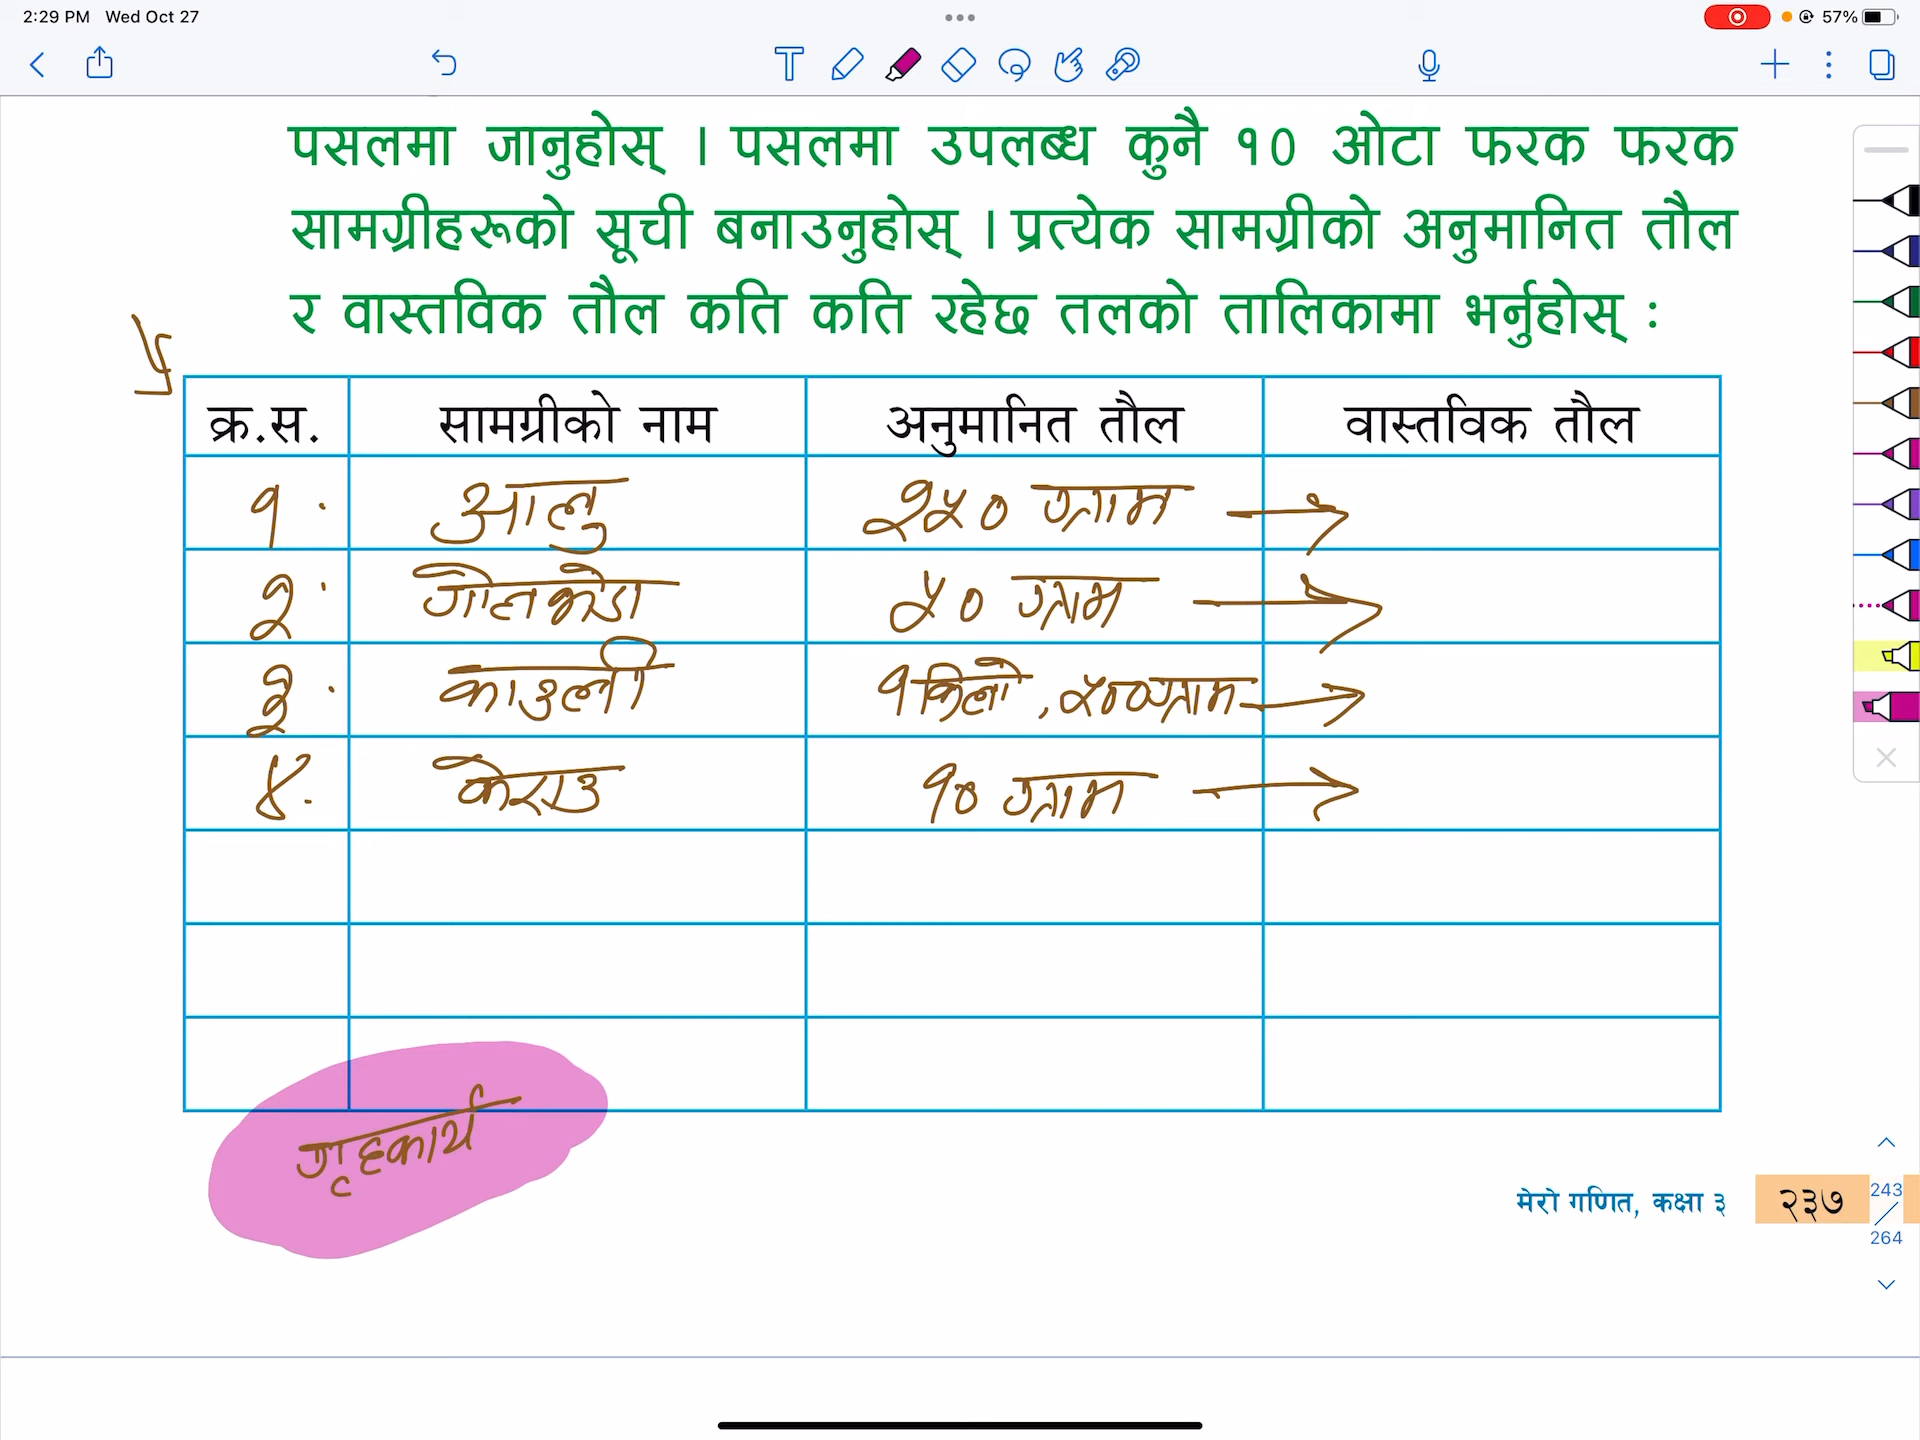 2:29 PM Wed Oct 27
57%
पसलमा जानुहोस् । पसलमा उपलब्ध कुनै १० ओटा फरक फरक
सामग्रीहरूको सूची बनाउनुहोस् । प्रत्येक सामग्रीको अनुमानित तौल
र वास्तविक तौल कति कति रहेछ तलको तालिकामा भर्नुहोस् :
क्र.स. सामग्रीको नाम अनुमानित तौल वास्तविक तौल
१. आलु २५० ग्राम
२. गोलभेडा ५० ग्राम
३. काउली १ किलो, ५०० ग्राम
४. केराउ १० ग्राम
गृहकार्य
मेरो गणित, कक्षा ३ २३७
243
264